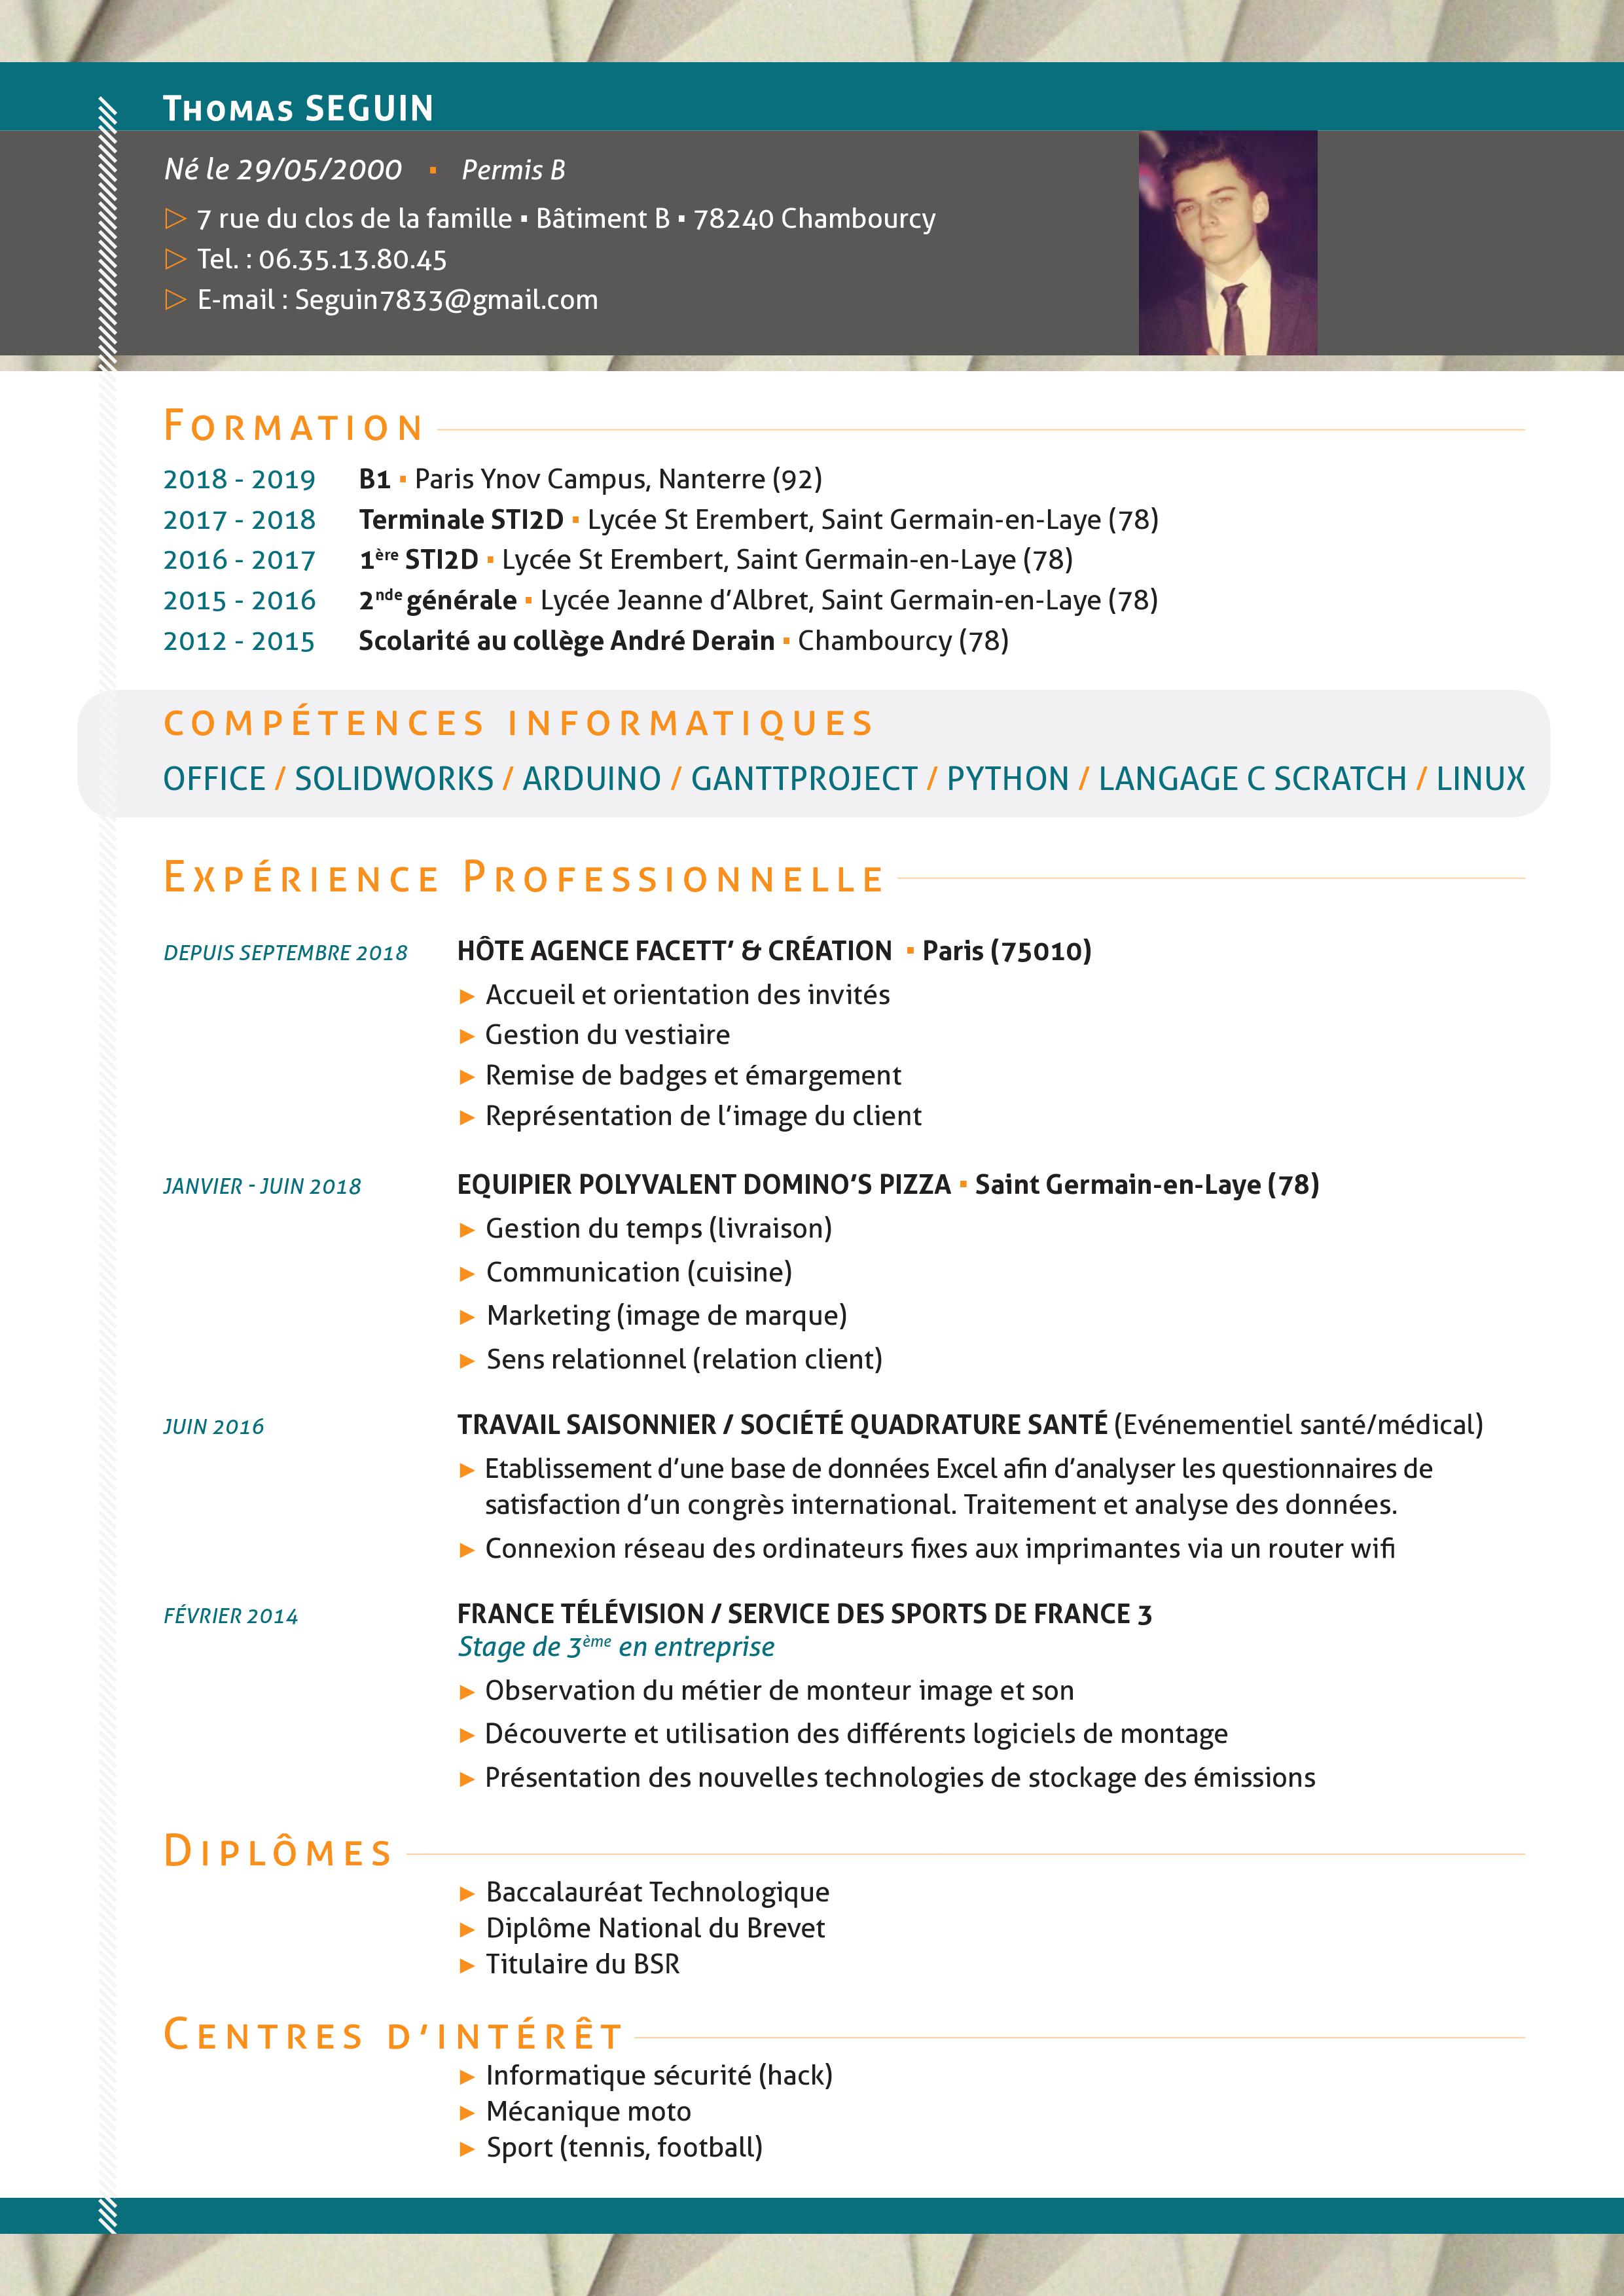 Thomas SEGUIN
Né le 29/05/2000 ▪ Permis B
▷ 7 rue du clos de la famille ▪ Bâtiment B ▪ 78240 Chambourcy
▷ Tel. : 06.35.13.80.45
▷ E-mail : Seguin7833@gmail.com
Formation
2018 - 2019 B1 ▪ Paris Ynov Campus, Nanterre (92)
2017 - 2018 Terminale STI2D ▪ Lycée St Erembert, Saint Germain-en-Laye (78)
2016 - 2017 1ère STI2D ▪ Lycée St Erembert, Saint Germain-en-Laye (78)
2015 - 2016 2nde générale ▪ Lycée Jeanne d’Albret, Saint Germain-en-Laye (78)
2012 - 2015 Scolarité au collège André Derain ▪ Chambourcy (78)
COMPÉTENCES INFORMATIQUES
OFFICE / SOLIDWORKS / ARDUINO / GANTTPROJECT / PYTHON / LANGAGE C SCRATCH / LINUX
Expérience Professionnelle
DEPUIS SEPTEMBRE 2018 HÔTE AGENCE FACETT’ & CRÉATION ▪ Paris (75010)
► Accueil et orientation des invités
► Gestion du vestiaire
► Remise de badges et émargement
► Représentation de l’image du client
JANVIER - JUIN 2018 EQUIPIER POLYVALENT DOMINO’S PIZZA ▪ Saint Germain-en-Laye (78)
► Gestion du temps (livraison)
► Communication (cuisine)
► Marketing (image de marque)
► Sens relationnel (relation client)
JUIN 2016 TRAVAIL SAISONNIER / SOCIÉTÉ QUADRATURE SANTÉ (Evénementiel santé/médical)
► Etablissement d’une base de données Excel afin d’analyser les questionnaires de
satisfaction d’un congrès international. Traitement et analyse des données.
► Connexion réseau des ordinateurs fixes aux imprimantes via un router wifi
FÉVRIER 2014 FRANCE TÉLÉVISION / SERVICE DES SPORTS DE FRANCE 3
Stage de 3ème en entreprise
► Observation du métier de monteur image et son
► Découverte et utilisation des différents logiciels de montage
► Présentation des nouvelles technologies de stockage des émissions
Diplômes
► Baccalauréat Technologique
► Diplôme National du Brevet
► Titulaire du BSR
Centres d’intérêt
► Informatique sécurité (hack)
► Mécanique moto
► Sport (tennis, football)